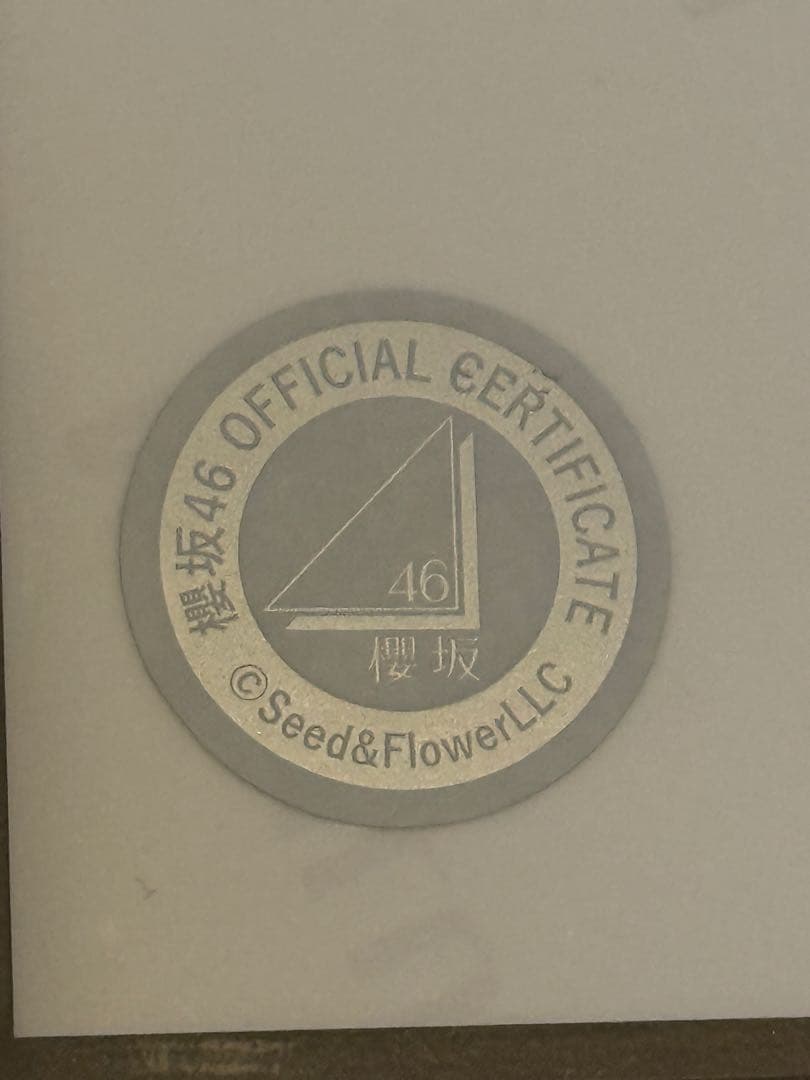 櫻坂46 OFFICIAL CERTIFICATE
46
櫻坂
©Seed&FlowerLLC